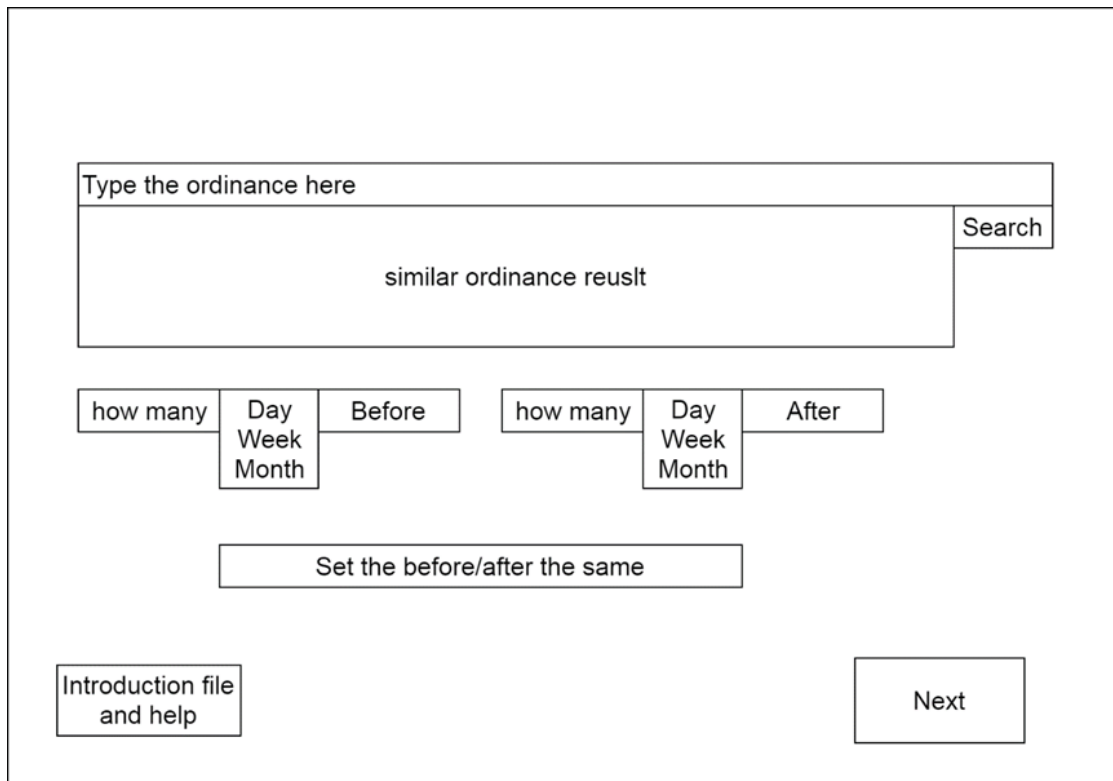 Type the ordinance here
Search
similar ordinance reuslt
how many
Day
Week
Month
Before
how many
Day
Week
Month
After
Set the before/after the same
Introduction file
and help
Next